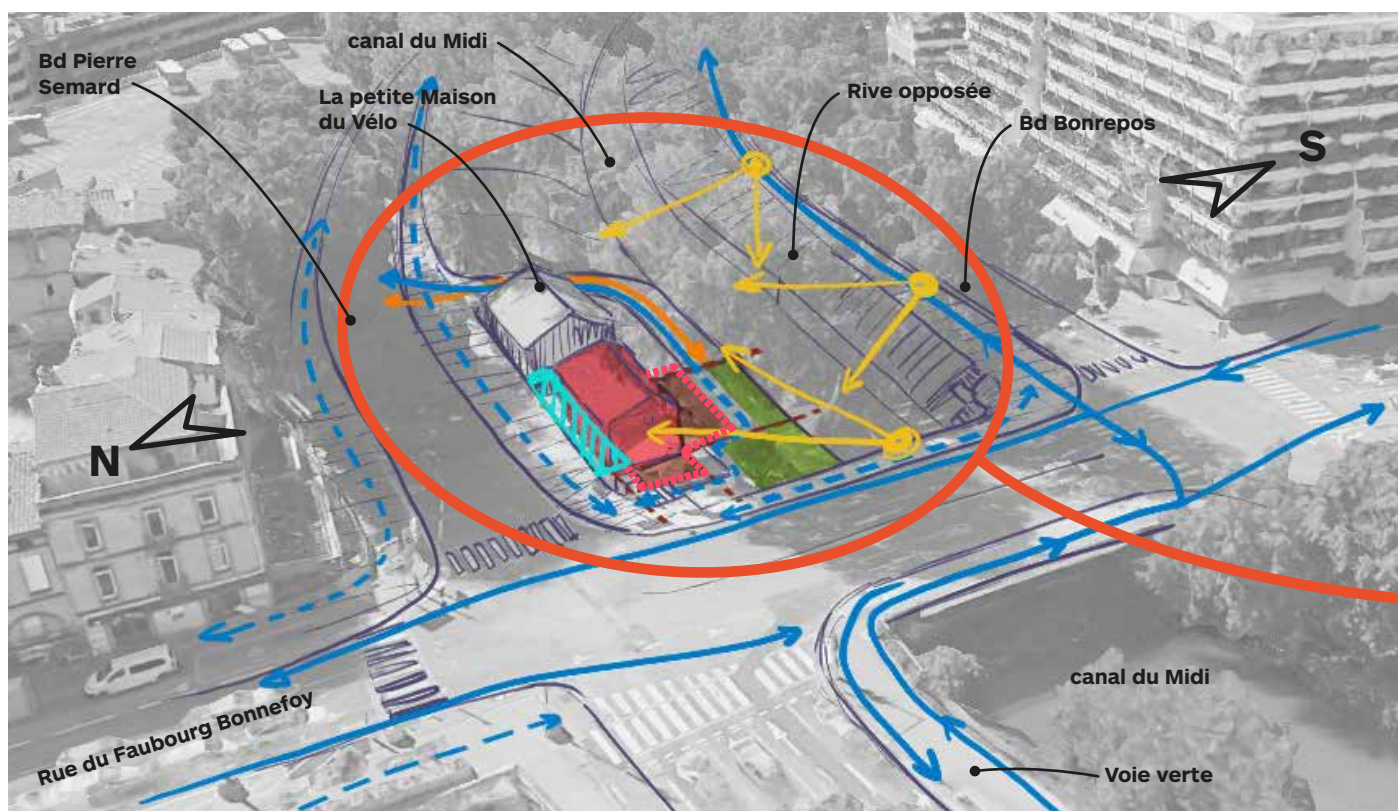 canal du Midi
Bd Pierre
Semard
La petite Maison
du Vélo
Rive opposée
Bd Bonrepos
S
N
canal du Midi
Rue du Faubourg Bonnefoy
Voie verte